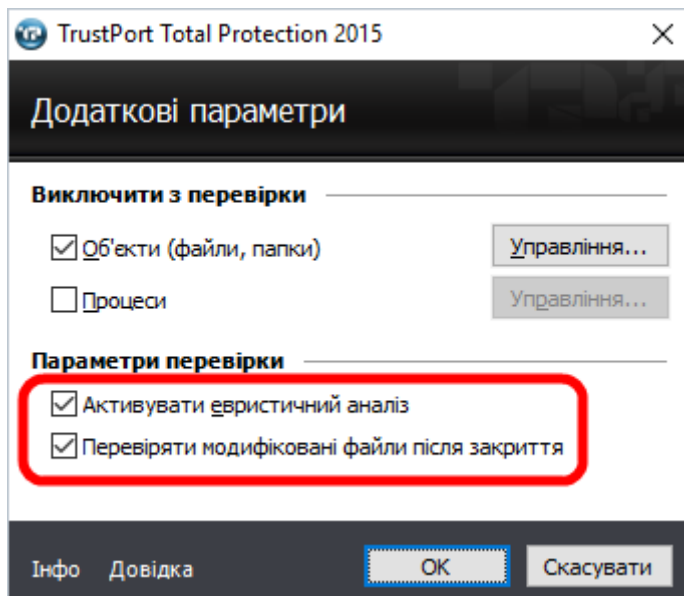 TrustPort Total Protection 2015
Додаткові параметри
Виключити з перевірки
Об'єкти (файли, папки)
Управління...
Процеси
Управління...
Параметри перевірки
Активувати евристичний аналіз
Перевіряти модифіковані файли після закриття
Інфо Довідка OK Скасувати